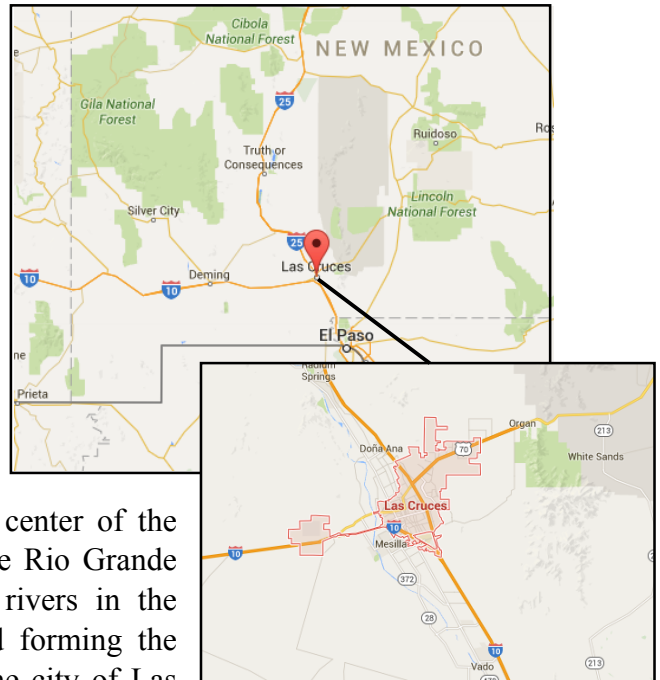 Cibola
National Forest
NEW MEXICO
25
Gila National
Forest
Ruidoso
Truth or
Consequences
Lincoln
National Forest
Silver City
25
Las Cruces
10
Deming
10
El Paso
Prieta
Radium
Springs
Organ
213
Doña Ana
70
White Sands
Las Cruces
10
10
Mesilla
372
28
10
213
Vado
center of the
e Rio Grande
rivers in the
d forming the
he city of Las